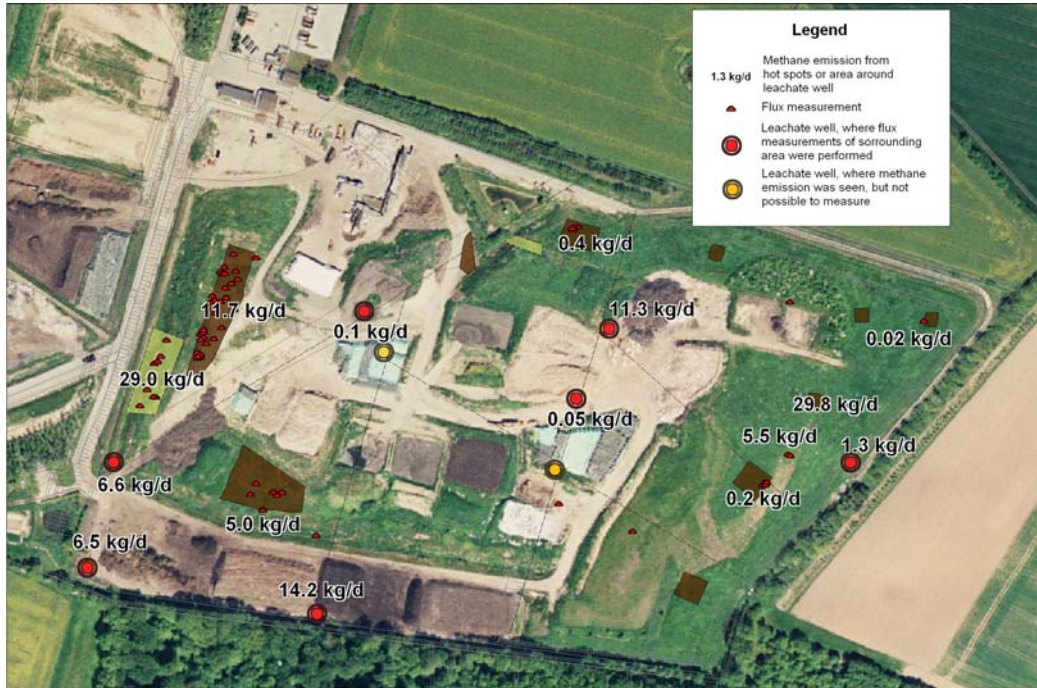 Legend
1.3 kg/d
Methane emission from
hot spots or area around
leachate well
Flux measurement
Leachate well, where flux
measurements of sorrounding
area were performed
Leachate well, where methane
emission was seen, but not
possible to measure
0.4 kg/d
11.7 kg/d
11.3 kg/d
0.1 kg/d
0.02 kg/d
29.0 kg/d
29.8 kg/d
0.05 kg/d
5.5 kg/d
1.3 kg/d
6.6 kg/d
0.2 kg/d
5.0 kg/d
6.5 kg/d
14.2 kg/d